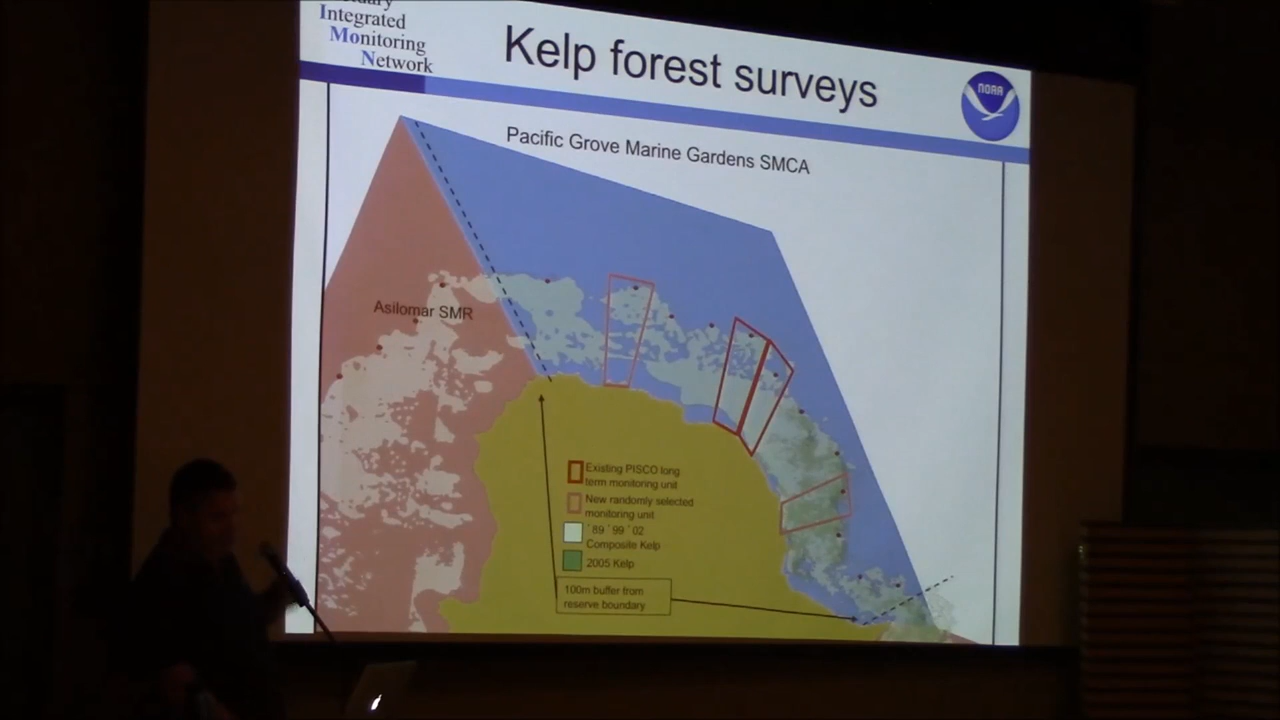 Integrated
Monitoring
Network
Kelp forest surveys
NOAA
Pacific Grove Marine Gardens SMCA
Asilomar SMR
Existing PISCO long
term monitoring unit
New randomly selected
monitoring unit
´89 ´99 ´02
Composite Kelp
2005 Kelp
100m buffer from
reserve boundary